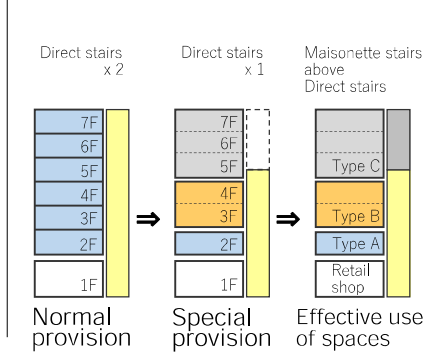 Direct stairs
x 2
7F
6F
5F
4F
3F
2F
1F
Normal
provision
⇒
Direct stairs
x 1
7F
6F
5F
4F
3F
2F
1F
Special
provision
⇒
Maisonette stairs
above
Direct stairs
Type C
Type B
Type A
Retail
shop
Effective use
of spaces